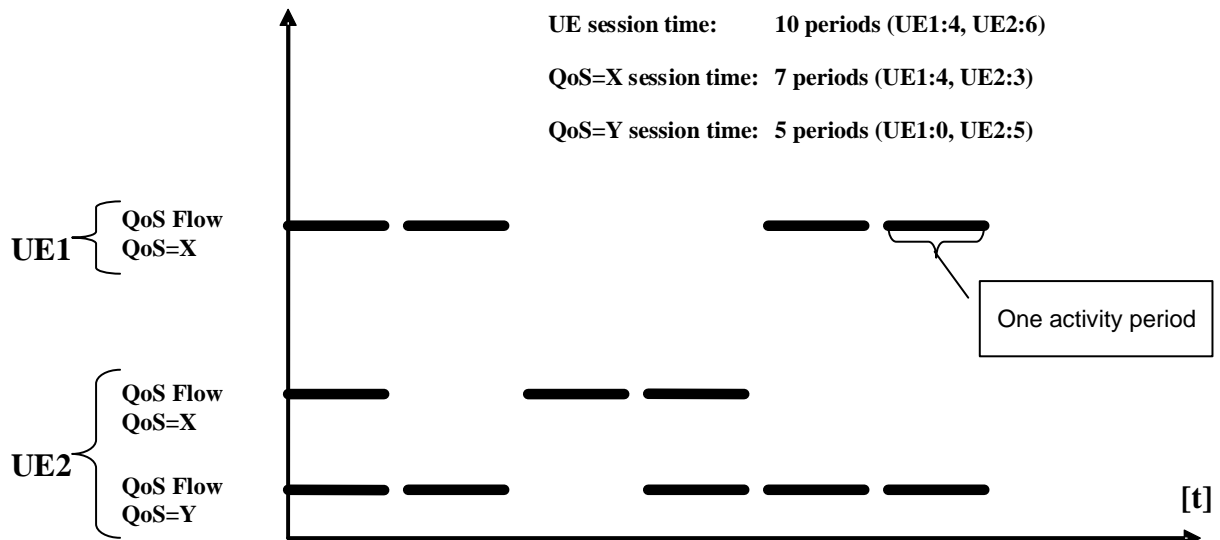 UE session time: 10 periods (UE1:4, UE2:6)
QoS=X session time: 7 periods (UE1:4, UE2:3)
QoS=Y session time: 5 periods (UE1:0, UE2:5)
UE1
QoS Flow
QoS=X
One activity period
UE2
QoS Flow
QoS=X
QoS Flow
QoS=Y
[t]